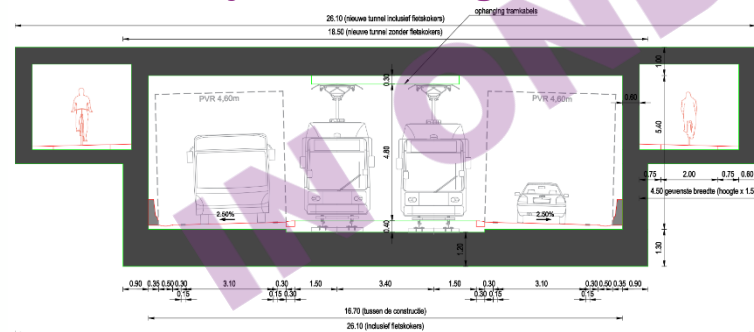 ophanging tramkabels
26.10 (nieuwe tunnel inclusief fietskokers)
18.50 (nieuwe tunnel zonder fietskokers)
1.00
0.30
PVR 4,60m
PVR 4,60m
0.60
4.80
5.40
0.75 2.00 0.75 0.60
4.50 gewenste breedte (hoogte x 1.5
2.50%
2.50%
0.40
1.20
1.30
0.90 0.35 0.50 0.30 3.10 0.30 1.50 3.40 1.50 0.30 3.10 0.30 0.50 0.35 0.90
0.15 0.15 0.30 0.30 0.15 0.15
16.70 (tussen de constructie)
26.10 (inclusief fietskokers)
IN OND